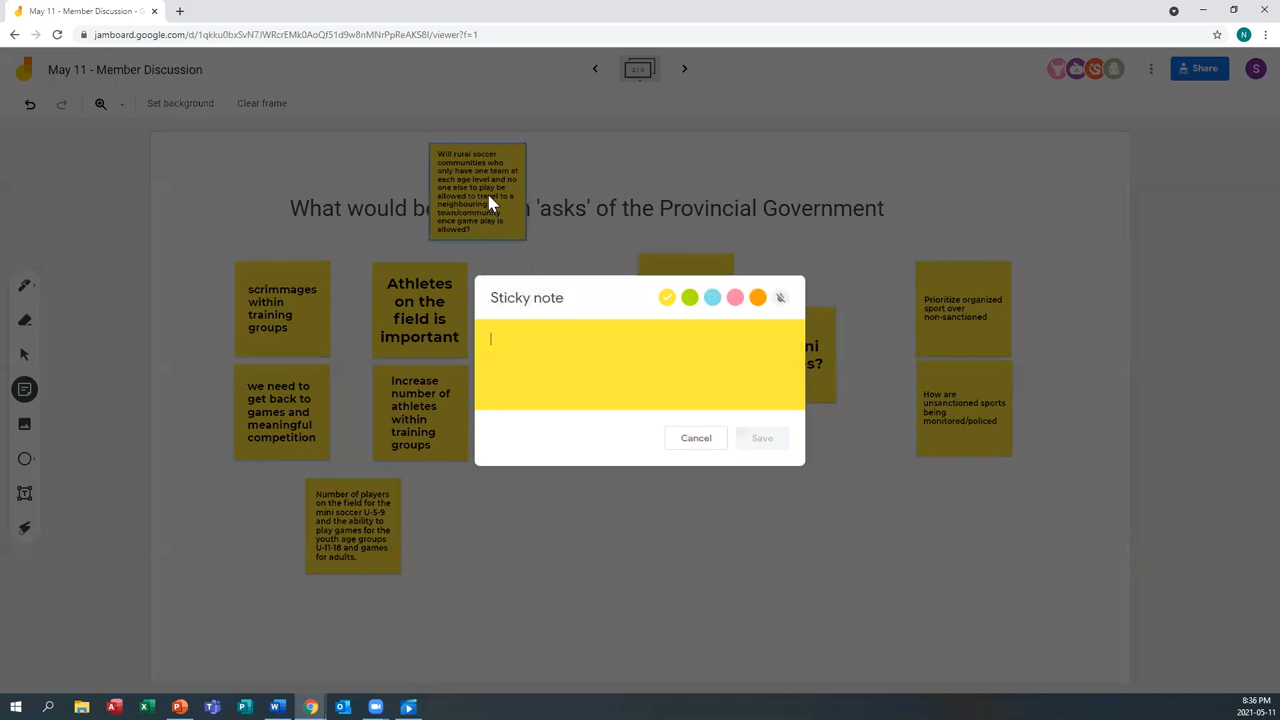 May 11 - Member Discussion - G
jamboard.google.com/d/1qkku0bxSvN7JWRcrEMk0AoQf51d9w8nMNrPpReAKS8I/viewer?f=1
N
May 11 - Member Discussion
2/4
Share
S
Set background
Clear frame
Will rural soccer
communities who
only have one team at
each age level and no
one else to play be
allowed to travel to a
neighbouring
town/community
once game play is
allowed?
What would be n 'asks' of the Provincial Government
scrimmages
within
training
groups
Athletes
on the
field is
important
Sticky note
ni
s?
Prioritize organized
sport over
non-sanctioned
we need to
get back to
games and
meaningful
competition
Increase
number of
athletes
within
training
groups
How are
unsanctioned sports
being
monitored/policed
Cancel
Save
Number of players
on the field for the
mini soccer U-5-9
and the ability to
play games for the
youth age groups
U-11-18 and games
for adults.
8:36 PM
2021-05-11